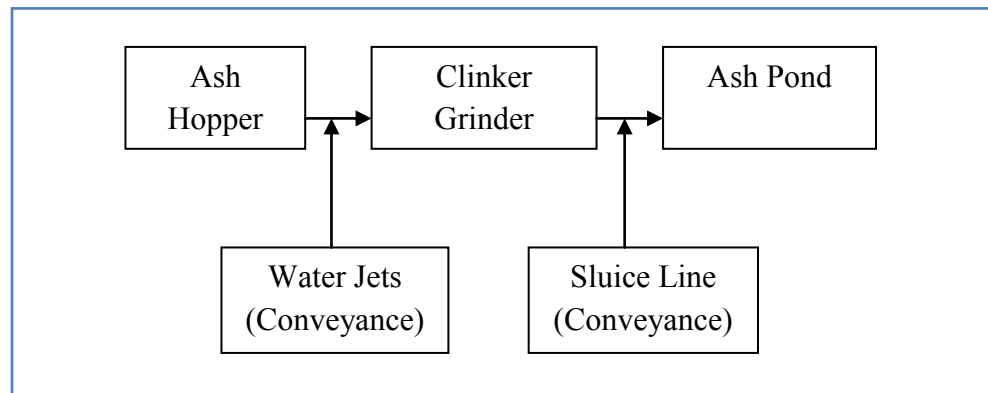 Ash
Hopper
Clinker
Grinder
Ash Pond
Water Jets
(Conveyance)
Sluice Line
(Conveyance)